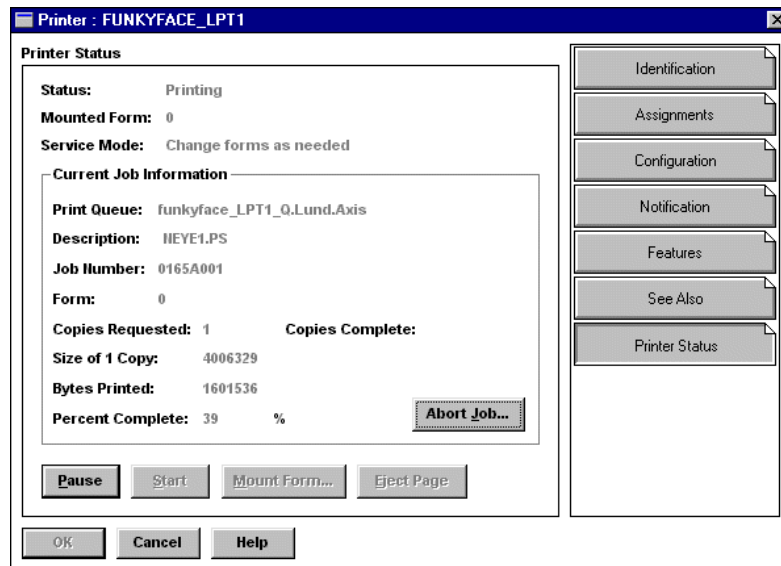 Printer : FUNKYFACE_LPT1
Printer Status
Status: Printing
Mounted Form: 0
Service Mode: Change forms as needed
Current Job Information
Print Queue: funkyface_LPT1_Q.Lund.Axis
Description: NEYE1.PS
Job Number: 0165A001
Form: 0
Copies Requested: 1 Copies Complete:
Size of 1 Copy: 4006329
Bytes Printed: 1601536
Percent Complete: 39 %
Abort Job...
Pause Start Mount Form... Eject Page
OK Cancel Help
Identification
Assignments
Configuration
Notification
Features
See Also
Printer Status